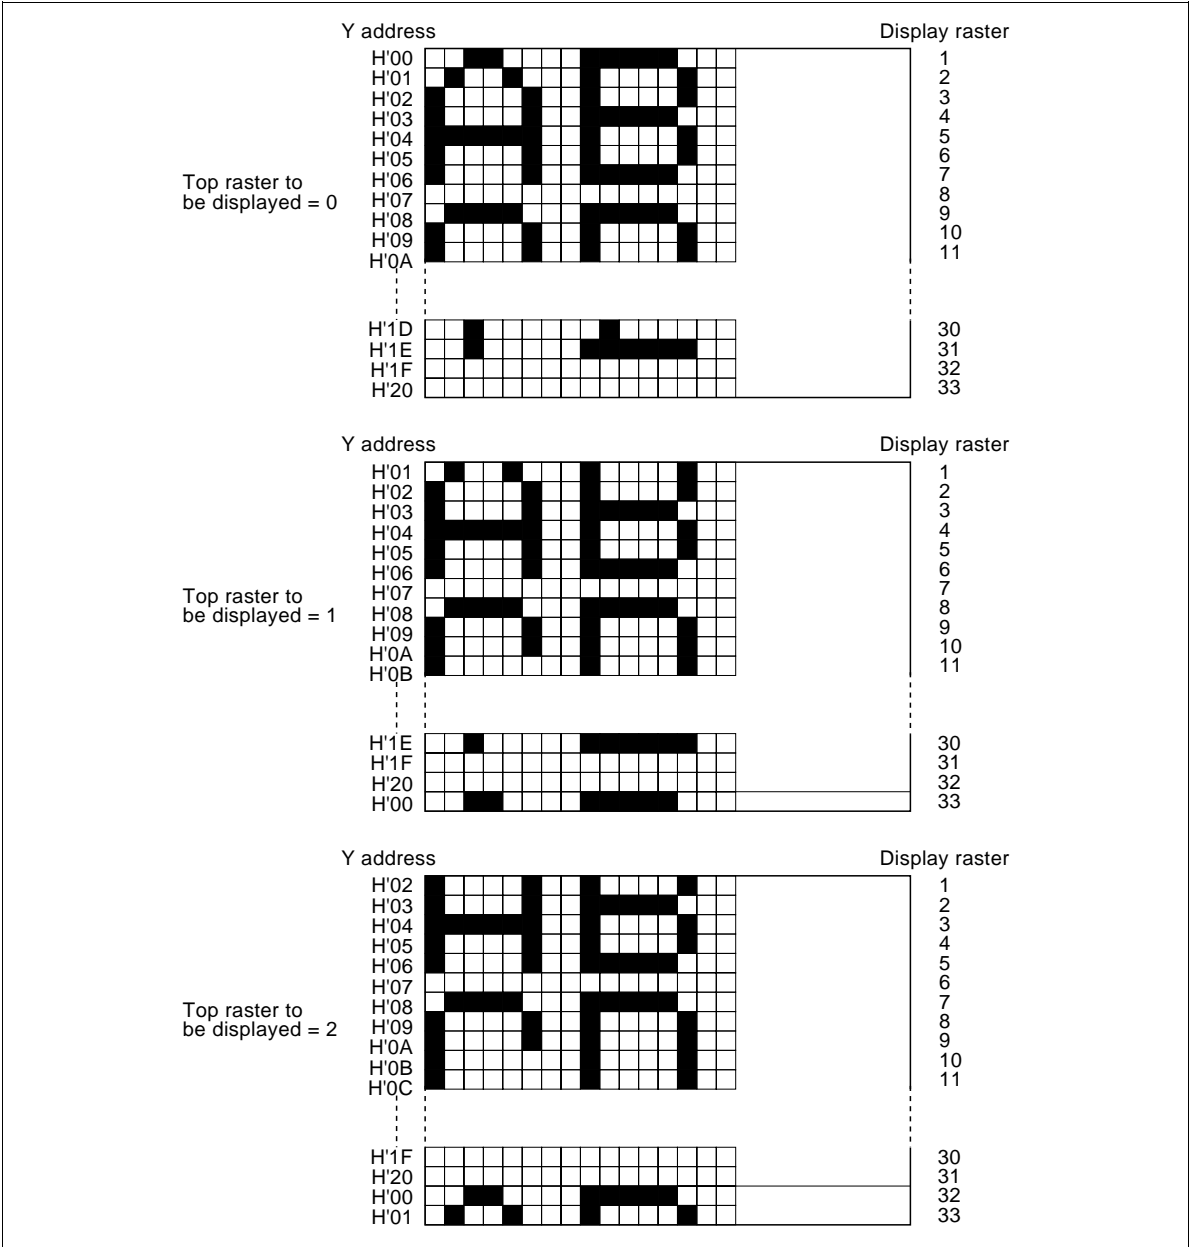 Y address Display raster
H'00 1
H'01 2
H'02 3
H'03 4
H'04 5
H'05 6
H'06 7
Top raster to
be displayed = 0
H'07 8
H'08 9
H'09 10
H'0A 11
H'1D 30
H'1E 31
H'1F 32
H'20 33
Y address Display raster
H'01 1
H'02 2
H'03 3
H'04 4
H'05 5
H'06 6
H'07 7
Top raster to
be displayed = 1
H'08 8
H'09 9
H'0A 10
H'0B 11
H'1E 30
H'1F 31
H'20 32
H'00 33
Y address Display raster
H'02 1
H'03 2
H'04 3
H'05 4
H'06 5
H'07 6
H'08 7
Top raster to
be displayed = 2
H'09 8
H'0A 9
H'0B 10
H'0C 11
H'1F 30
H'20 31
H'00 32
H'01 33